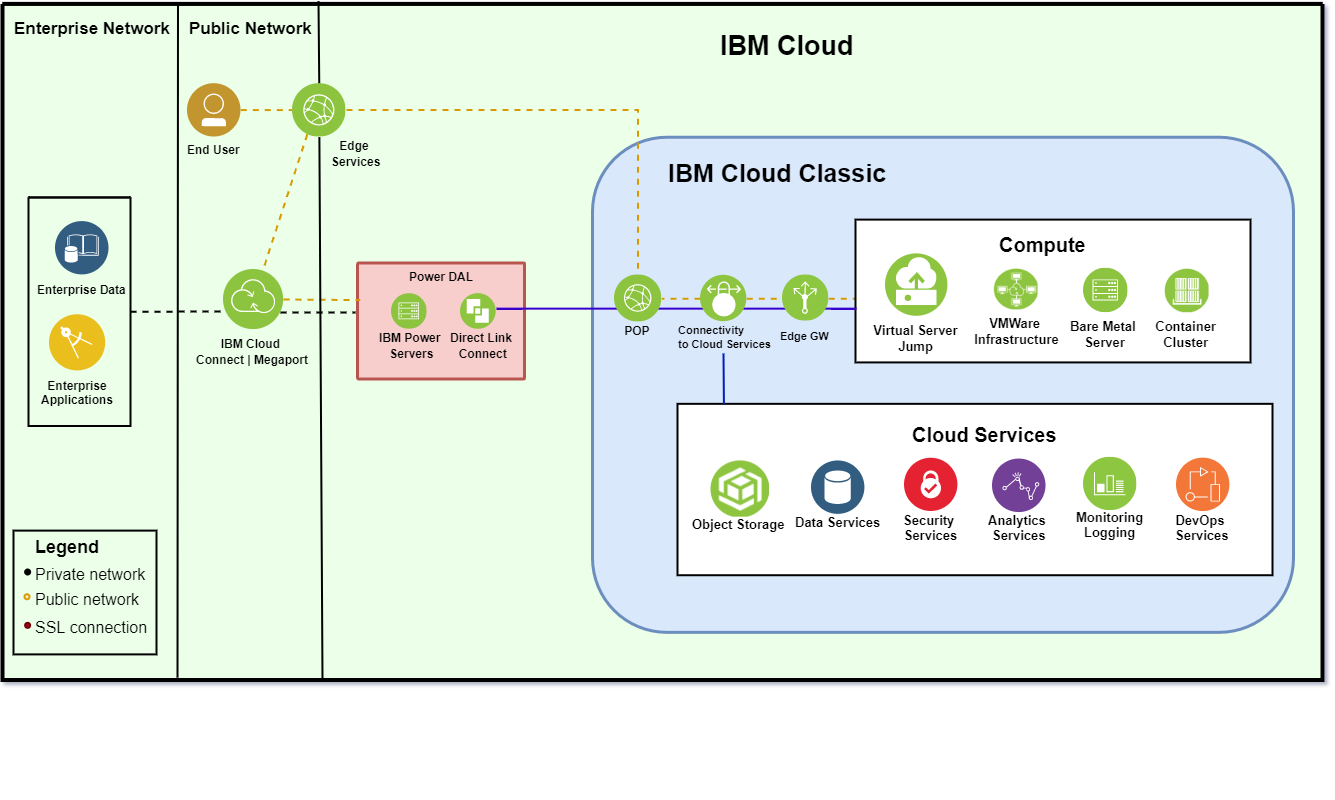 Enterprise Network
Public Network
IBM Cloud
End User
Edge
Services
IBM Cloud Classic
Enterprise Data
Enterprise
Applications
IBM Cloud
Connect | Megaport
Power DAL
IBM Power
Servers
Direct Link
Connect
POP
Connectivity
to Cloud Services
Edge GW
Compute
Virtual Server
Jump
VMWare
Infrastructure
Bare Metal
Server
Container
Cluster
Cloud Services
Object Storage
Data Services
Security
Services
Analytics
Services
Monitoring
Logging
DevOps
Services
Legend
Private network
Public network
SSL connection